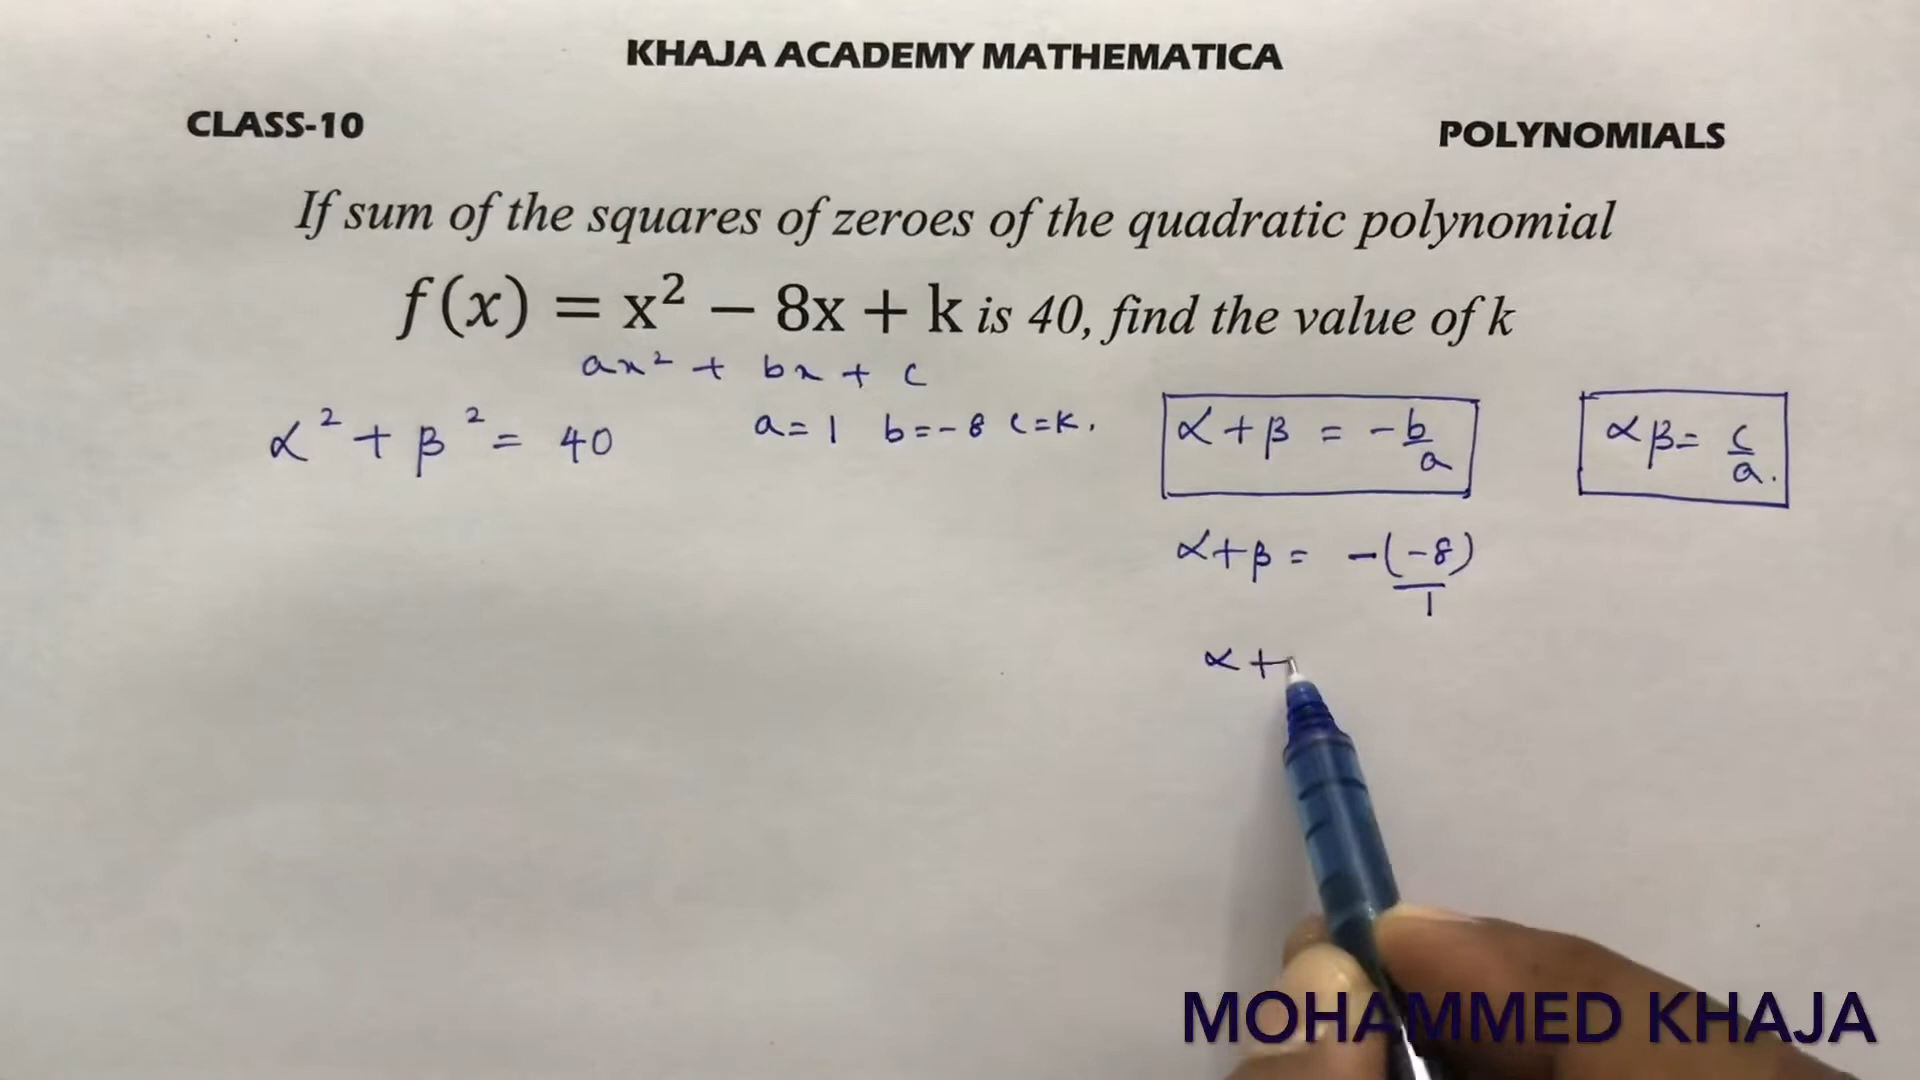 KHAJA ACADEMY MATHEMATICA
CLASS-10
POLYNOMIALS
If sum of the squares of zeroes of the quadratic polynomial
f(x) = x² − 8x + k is 40, find the value of k
ax² + bx + c
α² + β² = 40
a=1 b=-8 c=K.
α + β = -b/a
αβ = c/a.
α+β = -(-8)/1
α +
MOHAMMED KHAJA